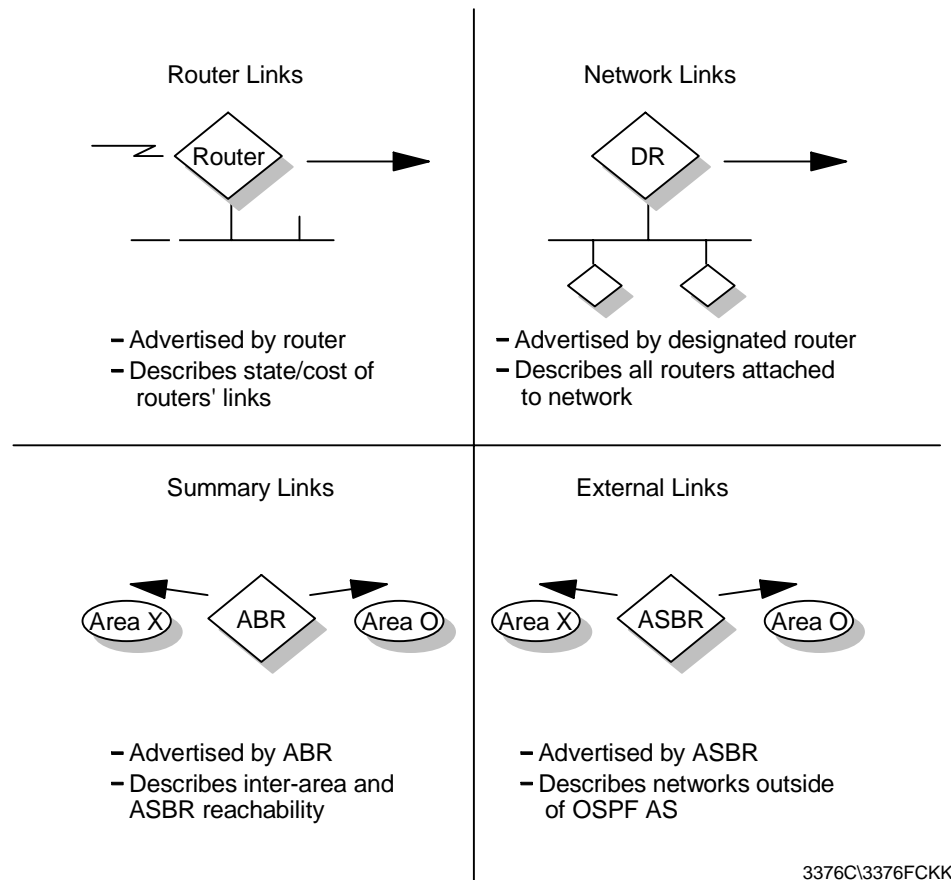 Router Links
Router
– Advertised by router
– Describes state/cost of
routers' links
Network Links
DR
– Advertised by designated router
– Describes all routers attached
to network
Summary Links
Area X
ABR
Area O
– Advertised by ABR
– Describes inter-area and
ASBR reachability
External Links
Area X
ASBR
Area O
– Advertised by ASBR
– Describes networks outside
of OSPF AS
3376C\3376FCKK